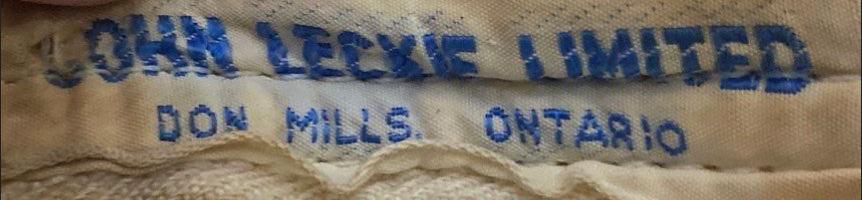 JOHN LECKIE LIMITED
DON MILLS. ONTARIO